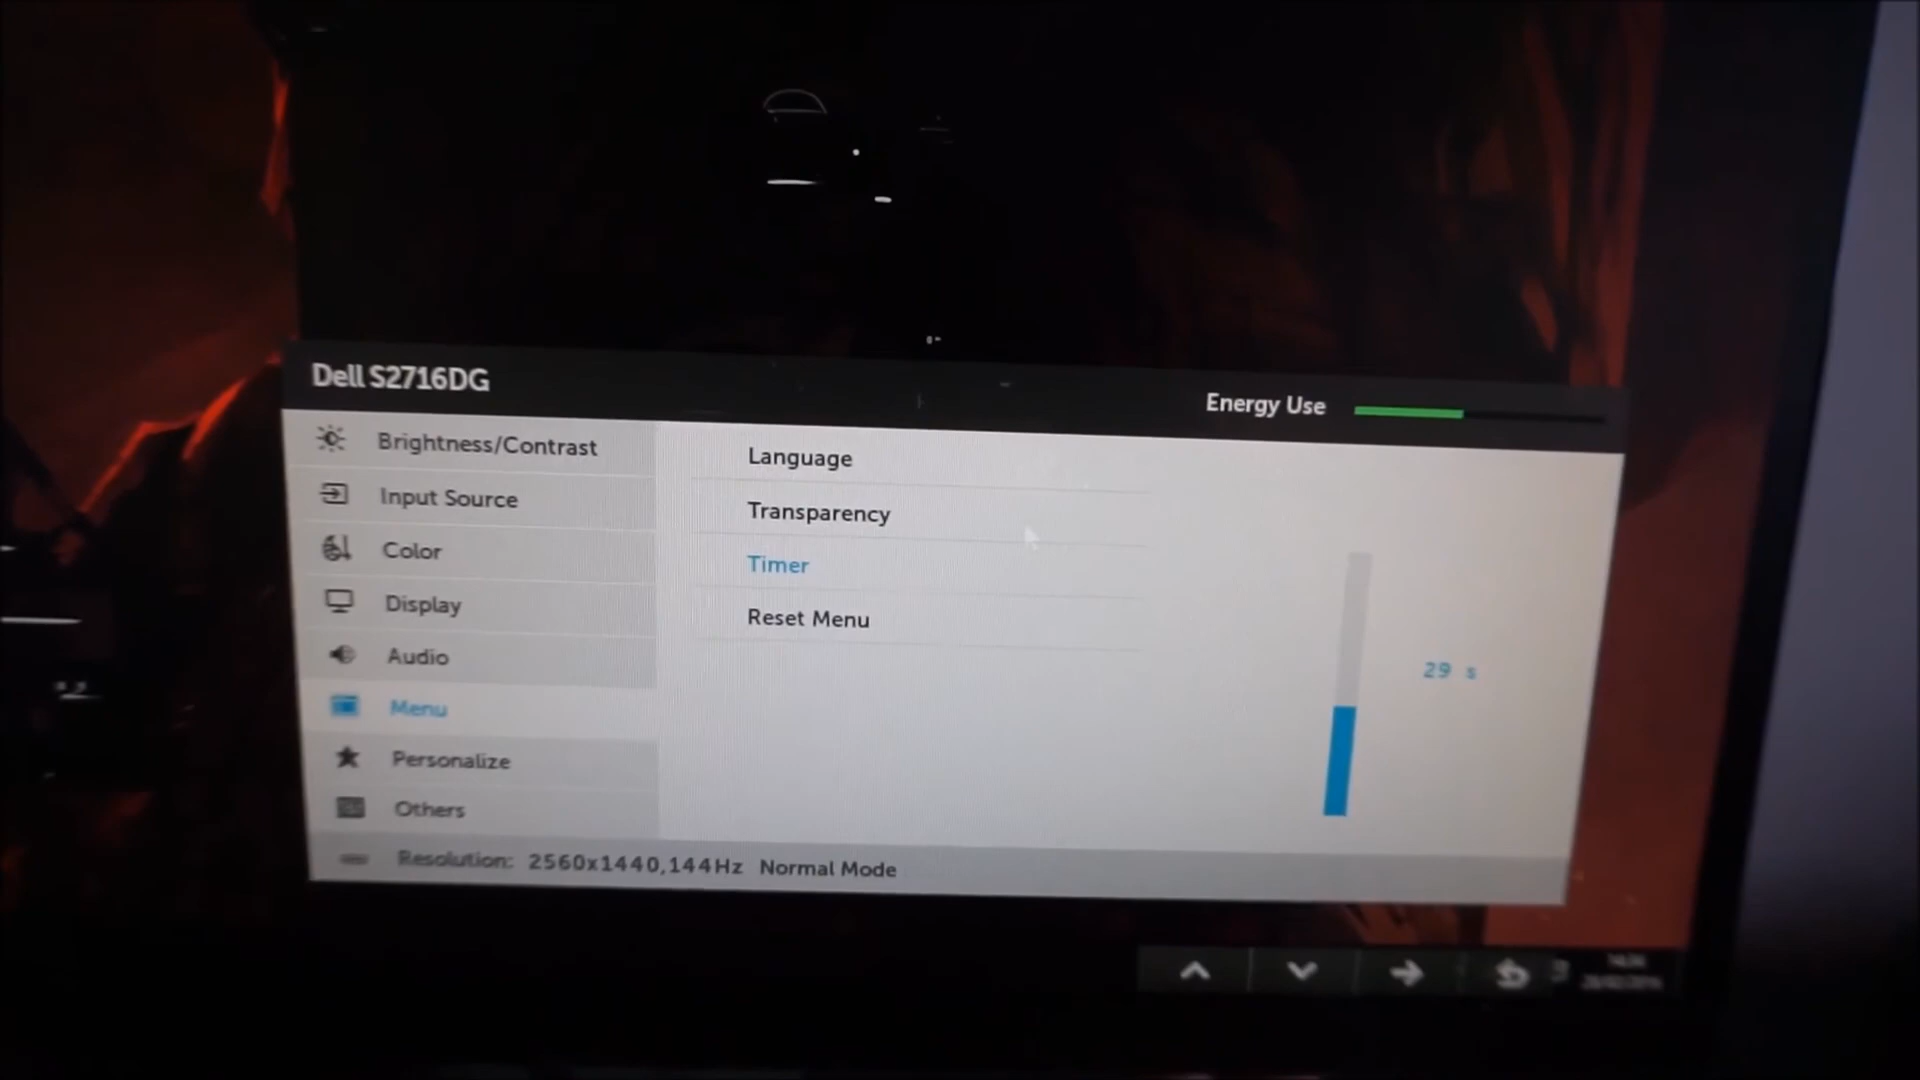 Dell S2716DG
Energy Use
Brightness/Contrast
Input Source
Color
Display
Audio
Menu
Personalize
Others
Language
Transparency
Timer
Reset Menu
29 s
Resolution: 2560x1440,144Hz Normal Mode